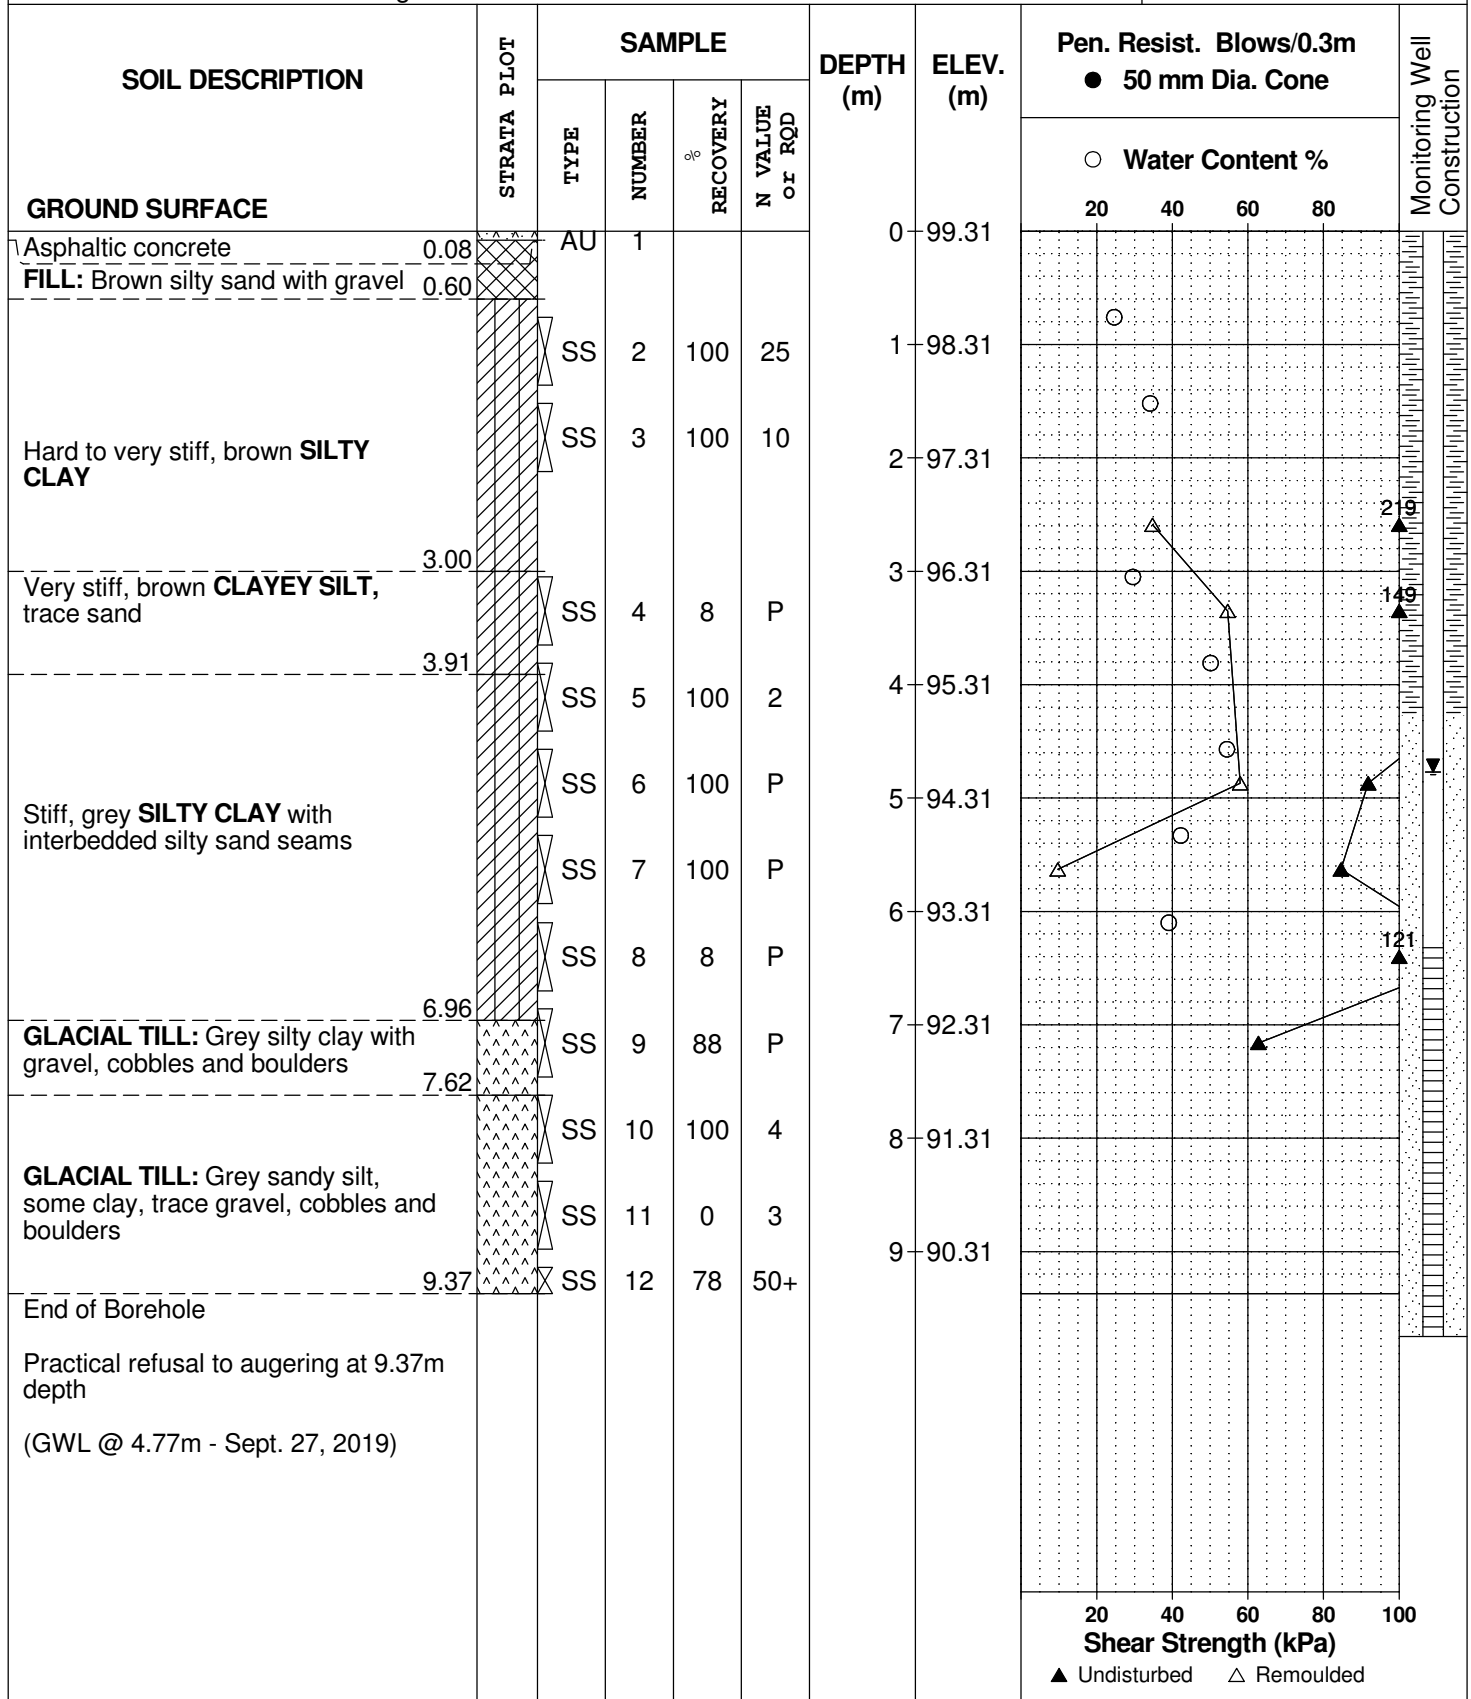 SOIL DESCRIPTION
GROUND SURFACE
STRATA PLOT
SAMPLE
TYPE
NUMBER
% RECOVERY
N VALUE or RQD
DEPTH (m)
ELEV. (m)
Pen. Resist. Blows/0.3m
● 50 mm Dia. Cone
○ Water Content %
20 40 60 80
Monitoring Well Construction
0 99.31
Asphaltic concrete 0.08
AU 1
FILL: Brown silty sand with gravel 0.60
SS 2 100 25
1 98.31
SS 3 100 10
Hard to very stiff, brown SILTY
CLAY
2 97.31
219
3.00
3 96.31
Very stiff, brown CLAYEY SILT,
trace sand
SS 4 8 P
149
3.91
4 95.31
SS 5 100 2
SS 6 100 P
5 94.31
Stiff, grey SILTY CLAY with
interbedded silty sand seams
SS 7 100 P
6 93.31
121
SS 8 8 P
6.96
7 92.31
GLACIAL TILL: Grey silty clay with
gravel, cobbles and boulders
SS 9 88 P
7.62
SS 10 100 4
8 91.31
GLACIAL TILL: Grey sandy silt,
some clay, trace gravel, cobbles and
boulders
SS 11 0 3
9 90.31
9.37
SS 12 78 50+
End of Borehole
Practical refusal to augering at 9.37m
depth
(GWL @ 4.77m - Sept. 27, 2019)
20 40 60 80 100
Shear Strength (kPa)
▲ Undisturbed △ Remoulded